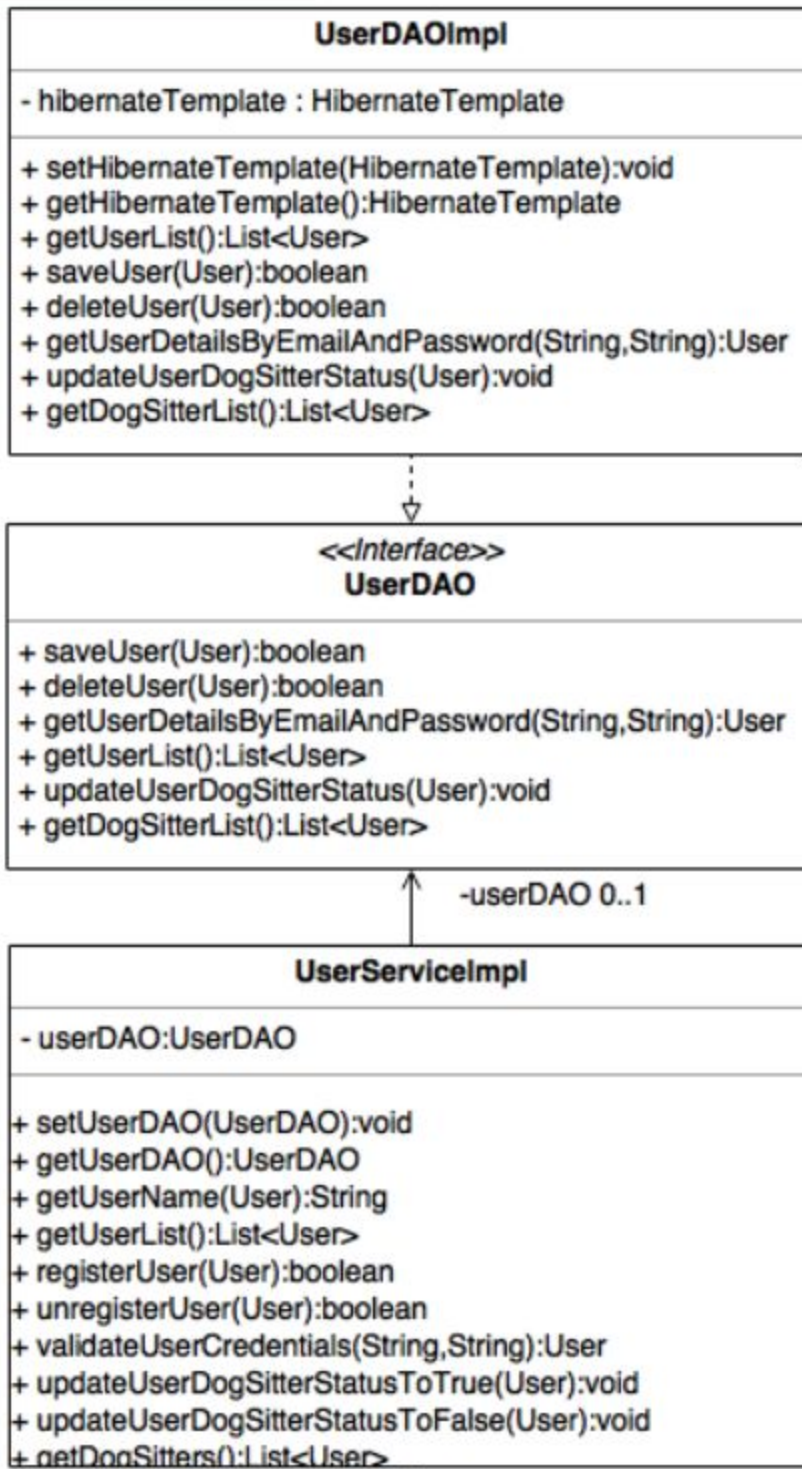 UserDAOImpl
- hibernateTemplate : HibernateTemplate
+ setHibernateTemplate(HibernateTemplate):void
+ getHibernateTemplate():HibernateTemplate
+ getUserList():List<User>
+ saveUser(User):boolean
+ deleteUser(User):boolean
+ getUserDetailsByEmailAndPassword(String,String):User
+ updateUserDogSitterStatus(User):void
+ getDogSitterList():List<User>
<<Interface>>
UserDAO
+ saveUser(User):boolean
+ deleteUser(User):boolean
+ getUserDetailsByEmailAndPassword(String,String):User
+ getUserList():List<User>
+ updateUserDogSitterStatus(User):void
+ getDogSitterList():List<User>
-userDAO 0..1
UserServiceImpl
- userDAO:UserDAO
+ setUserDAO(UserDAO):void
+ getUserDAO():UserDAO
+ getUserName(User):String
+ getUserList():List<User>
+ registerUser(User):boolean
+ unregisterUser(User):boolean
+ validateUserCredentials(String,String):User
+ updateUserDogSitterStatusToTrue(User):void
+ updateUserDogSitterStatusToFalse(User):void
+ getDogSitters():List<User>